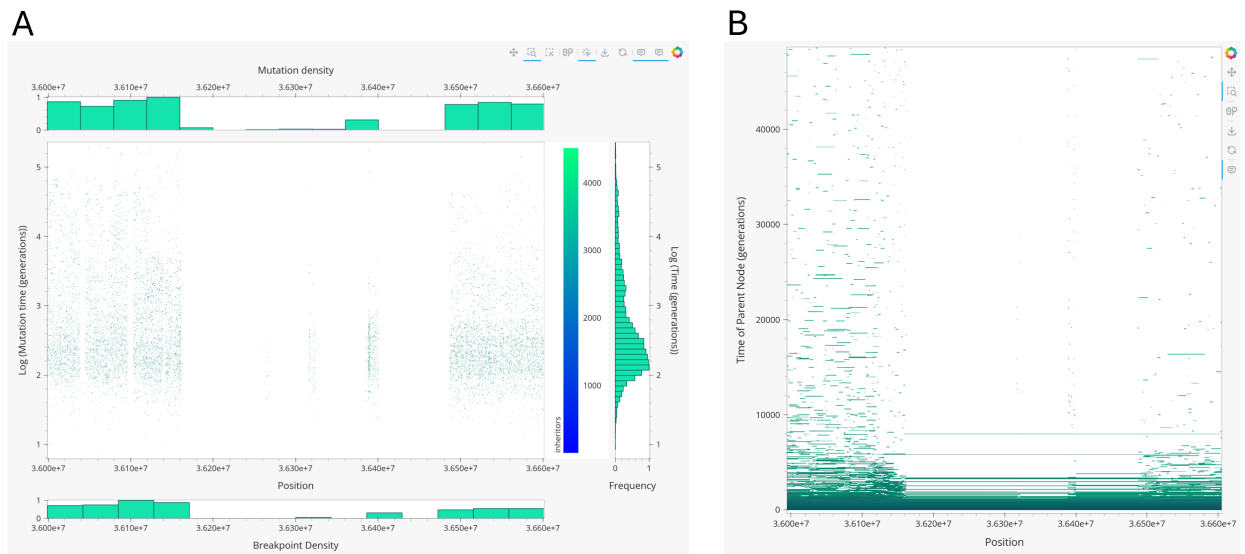 A
Mutation density
3.600e+7 3.610e+7 3.620e+7 3.630e+7 3.640e+7 3.650e+7 3.660e+7
1
0
Log (Mutation time (generations))
5
4
3
2
1
3.600e+7 3.610e+7 3.620e+7 3.630e+7 3.640e+7 3.650e+7 3.660e+7
Position
4000
3000
2000
1000
inheritors
5
4
3
2
1
Log (Time (generations))
0 1
Frequency
1
0
3.600e+7 3.610e+7 3.620e+7 3.630e+7 3.640e+7 3.650e+7 3.660e+7
Breakpoint Density
B
Time of Parent Node (generations)
40000
30000
20000
10000
0
3.600e+7 3.610e+7 3.620e+7 3.630e+7 3.640e+7 3.650e+7 3.660e+7
Position